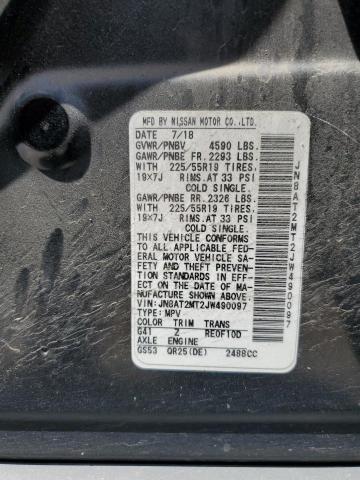 MFD BY NISSAN MOTOR CO.,LTD.
DATE 7/18
GVWR/PNBV 4590 LBS.
GAWR/PNBE FR.2293 LBS.
WITH 225/55R19 TIRES,
19×7J RIMS.AT 33 PSI
COLD SINGLE.
GAWR/PNBE RR.2326 LBS.
WITH 225/55R19 TIRES,
19×7J RIMS.AT 33 PSI
COLD SINGLE.
THIS VEHICLE CONFORMS
TO ALL APPLICABLE FED-
ERAL MOTOR VEHICLE SA-
FETY AND THEFT PREVEN-
TION STANDARDS IN EFF-
ECT ON THE DATE OF MA-
NUFACTURE SHOWN ABOVE.
VIN:JN8AT2MT2JW490097
TYPE:MPV
COLOR TRIM TRANS
G41 Z RE0F10D
AXLE ENGINE
GS53 QR25(DE) 2488CC
JN8AT2MT2JW490097